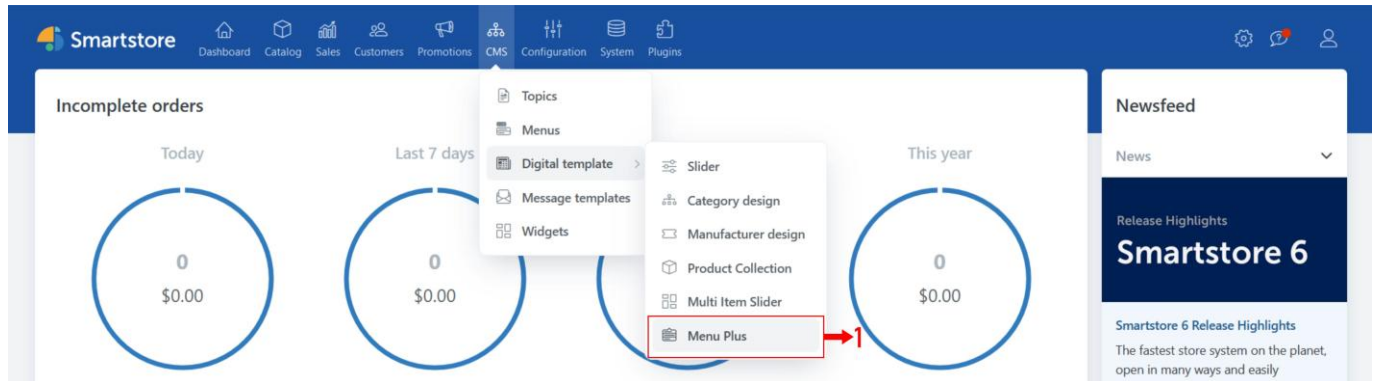 Smartstore
Dashboard Catalog Sales Customers Promotions CMS Configuration System Plugins
Topics
Menus
Digital template
Message templates
Widgets
Slider
Category design
Manufacturer design
Product Collection
Multi Item Slider
Menu Plus
1
Incomplete orders
Today
0
$0.00
Last 7 days
0
$0.00
This year
0
$0.00
Newsfeed
News
Release Highlights
Smartstore 6
Smartstore 6 Release Highlights
The fastest store system on the planet,
open in many ways and easily